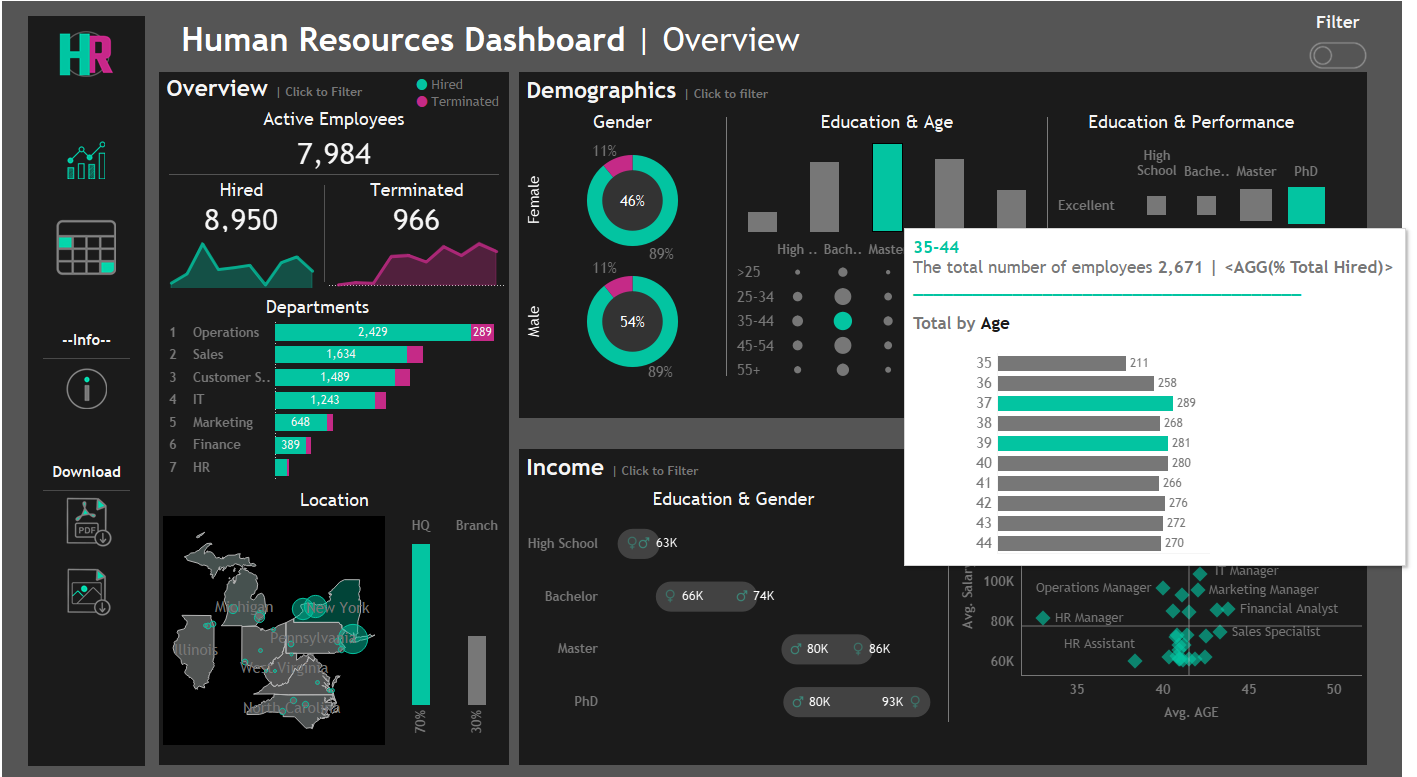 Human Resources Dashboard | Overview
Filter
HR
--Info--
Download
PDF
Overview | Click to Filter
Hired
Terminated
Active Employees
7,984
Hired
8,950
Terminated
966
Departments
1 Operations 2,429 289
2 Sales 1,634
3 Customer S.. 1,489
4 IT 1,243
5 Marketing 648
6 Finance 389
7 HR
Location
Michigan
New York
Illinois
Pennsylvania
West Virginia
North Carolina
HQ Branch
70% 30%
Demographics | Click to filter
Gender
Female
11%
46%
89%
Male
11%
54%
89%
Education & Age
High .. Bach.. Maste
>25
25-34
35-44
45-54
55+
Education & Performance
High School Bache.. Master PhD
Excellent
35-44
The total number of employees 2,671 | <AGG(% Total Hired)>
Total by Age
35 211
36 258
37 289
38 268
39 281
40 280
41 266
42 276
43 272
44 270
Income | Click to Filter
Education & Gender
High School 63K
Bachelor 66K 74K
Master 80K 86K
PhD 80K 93K
Avg. Salary
100K
80K
60K
IT Manager
Operations Manager
Marketing Manager
Financial Analyst
HR Manager
Sales Specialist
HR Assistant
35 40 45 50
Avg. AGE